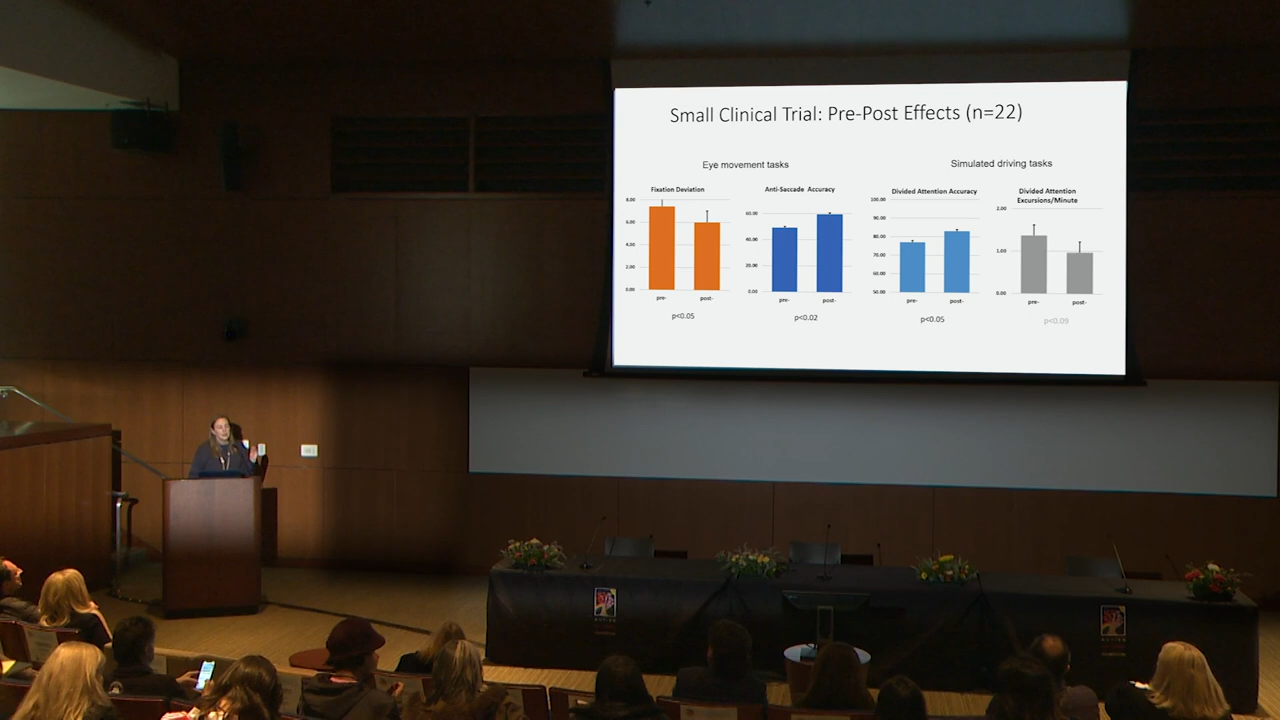 Small Clinical Trial: Pre-Post Effects (n=22)
Eye movement tasks
Simulated driving tasks
Fixation Deviation
8.00
6.00
4.00
2.00
0.00
pre-
post-
p<0.05
Anti-Saccade Accuracy
60.00
40.00
20.00
0.00
pre-
post-
p<0.02
Divided Attention Accuracy
100.00
90.00
80.00
70.00
60.00
50.00
pre-
post-
p<0.05
Divided Attention
Excursions/Minute
2.00
1.00
0.00
pre-
post-
p<0.09